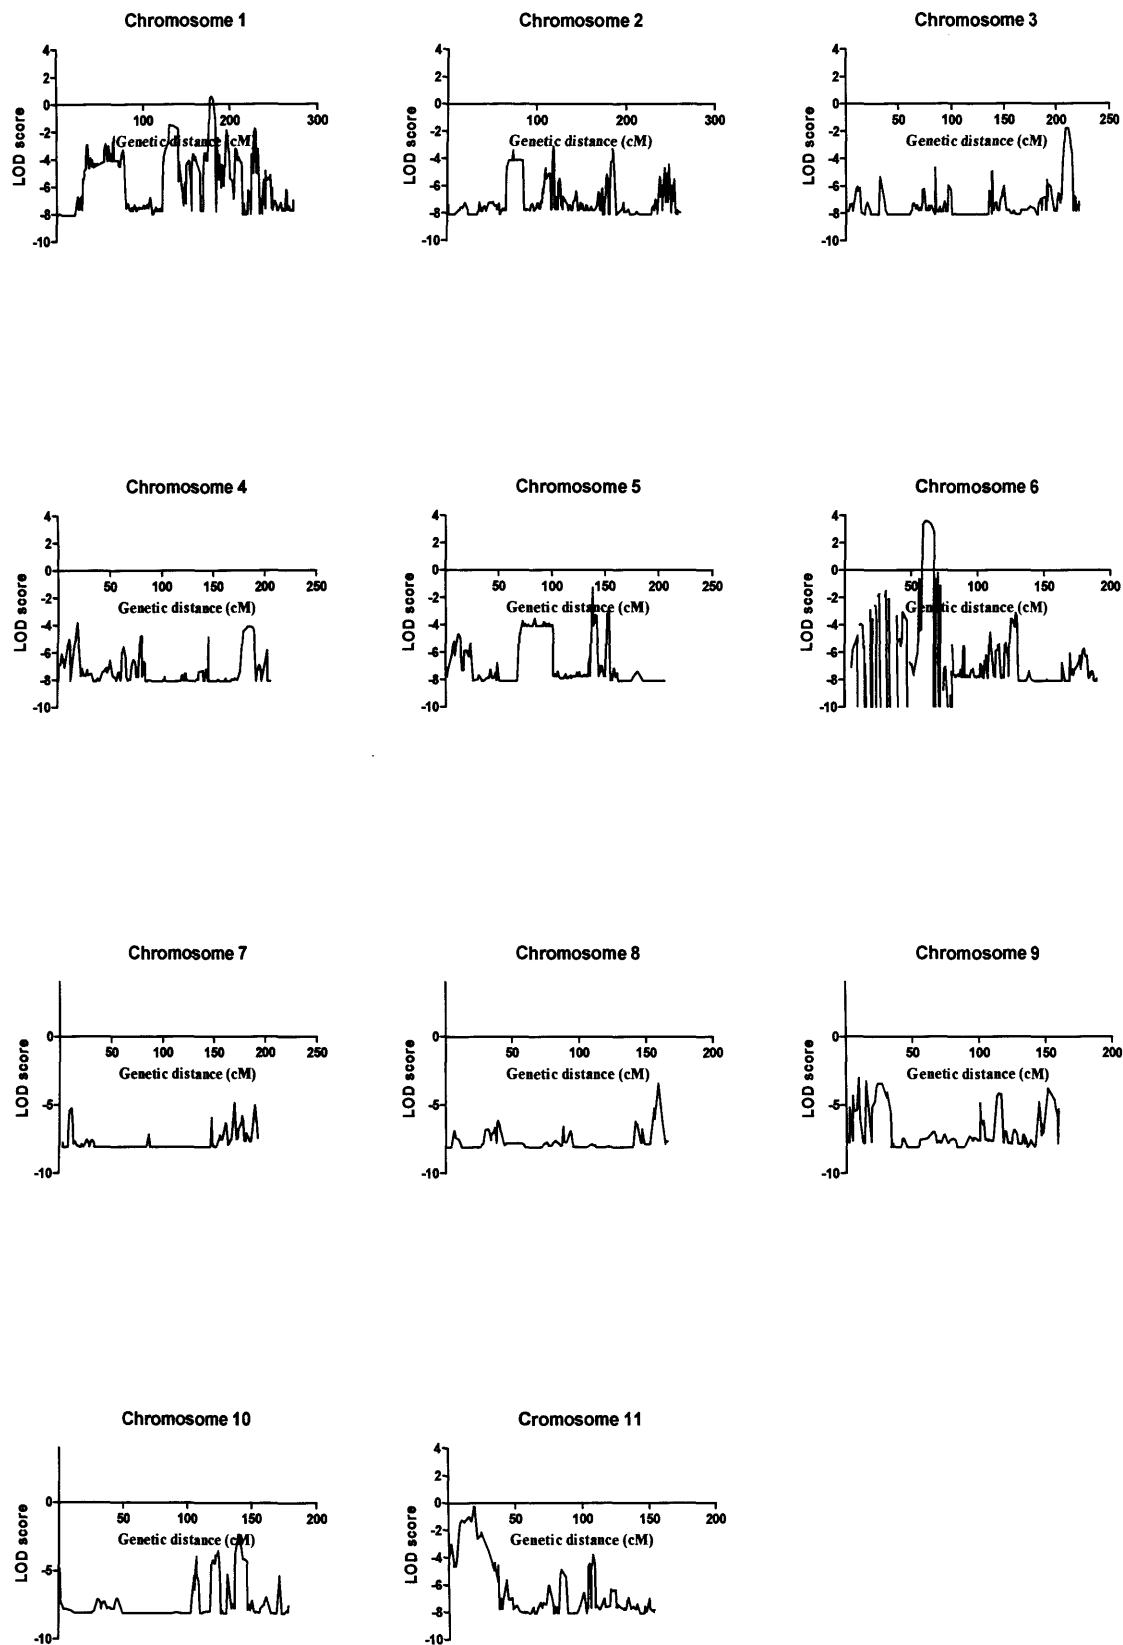 Chromosome 1 Chromosome 2 Chromosome 3
4 4 4
2 2 2
0 0 0
100 200 300 100 200 300 50 100 150 200 250
-2 -2 -2
Genetic distance (cM) Genetic distance (cM) Genetic distance (cM)
LOD score LOD score LOD score
-4 -4 -4
-6 -6 -6
-8 -8 -8
-10 -10 -10
Chromosome 4 Chromosome 5 Chromosome 6
4 4 4
2 2 2
0 0 0
50 100 150 200 250 50 100 150 200 250 50 100 150 200
-2 -2 -2
Genetic distance (cM) Genetic distance (cM) Genetic distance (cM)
LOD score LOD score LOD score
-4 -4 -4
-6 -6 -6
-8 -8 -8
-10 -10 -10
Chromosome 7 Chromosome 8 Chromosome 9
0 0 0
50 100 150 200 250 50 100 150 200 50 100 150 200
Genetic distance (cM) Genetic distance (cM) Genetic distance (cM)
LOD score LOD score LOD score
-5 -5 -5
-10 -10 -10
Chromosome 10 Cromosome 11
4
2
0 0
50 100 150 200 50 100 150 200
-2
Genetic distance (cM) Genetic distance (cM)
LOD score LOD score
-4
-5
-6
-8
-10 -10